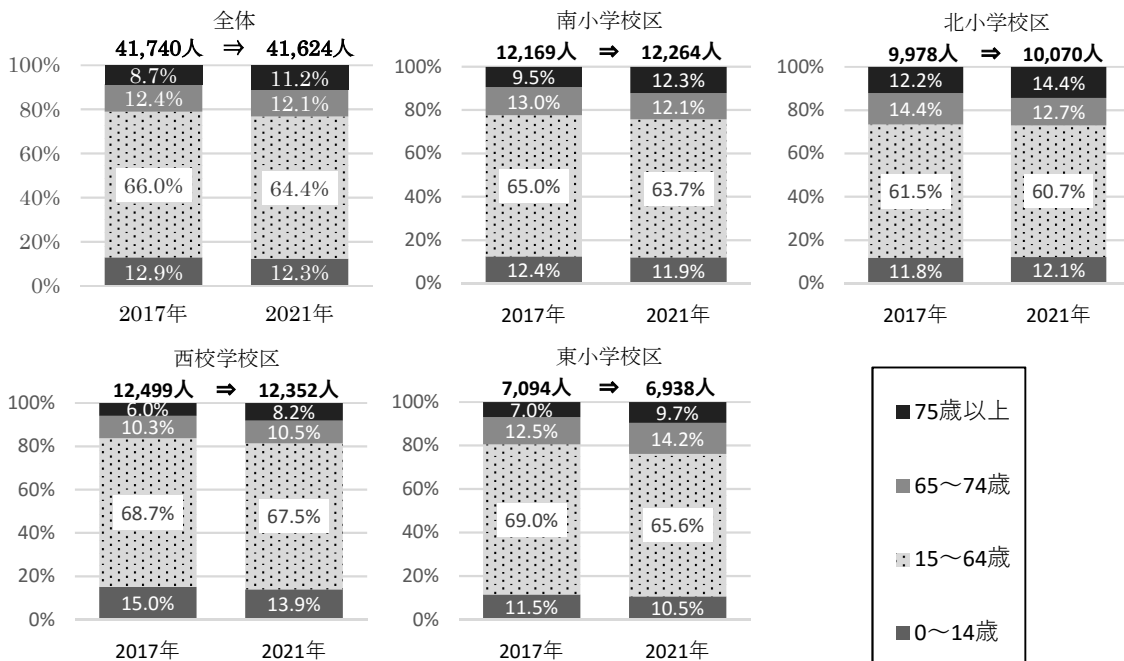 全体
41,740人 ⇒ 41,624人
100%
80%
60%
40%
20%
0%
8.7%
11.2%
12.4%
12.1%
66.0%
64.4%
12.9%
12.3%
2017年
2021年
南小学校区
12,169人 ⇒ 12,264人
100%
80%
60%
40%
20%
0%
9.5%
12.3%
13.0%
12.1%
65.0%
63.7%
12.4%
11.9%
2017年
2021年
北小学校区
9,978人 ⇒ 10,070人
100%
80%
60%
40%
20%
0%
12.2%
14.4%
14.4%
12.7%
61.5%
60.7%
11.8%
12.1%
2017年
2021年
西校学校区
12,499人 ⇒ 12,352人
100%
80%
60%
40%
20%
0%
6.0%
8.2%
10.3%
10.5%
68.7%
67.5%
15.0%
13.9%
2017年
2021年
東小学校区
7,094人 ⇒ 6,938人
100%
80%
60%
40%
20%
0%
7.0%
9.7%
12.5%
14.2%
69.0%
65.6%
11.5%
10.5%
2017年
2021年
75歳以上
65～74歳
15～64歳
0～14歳